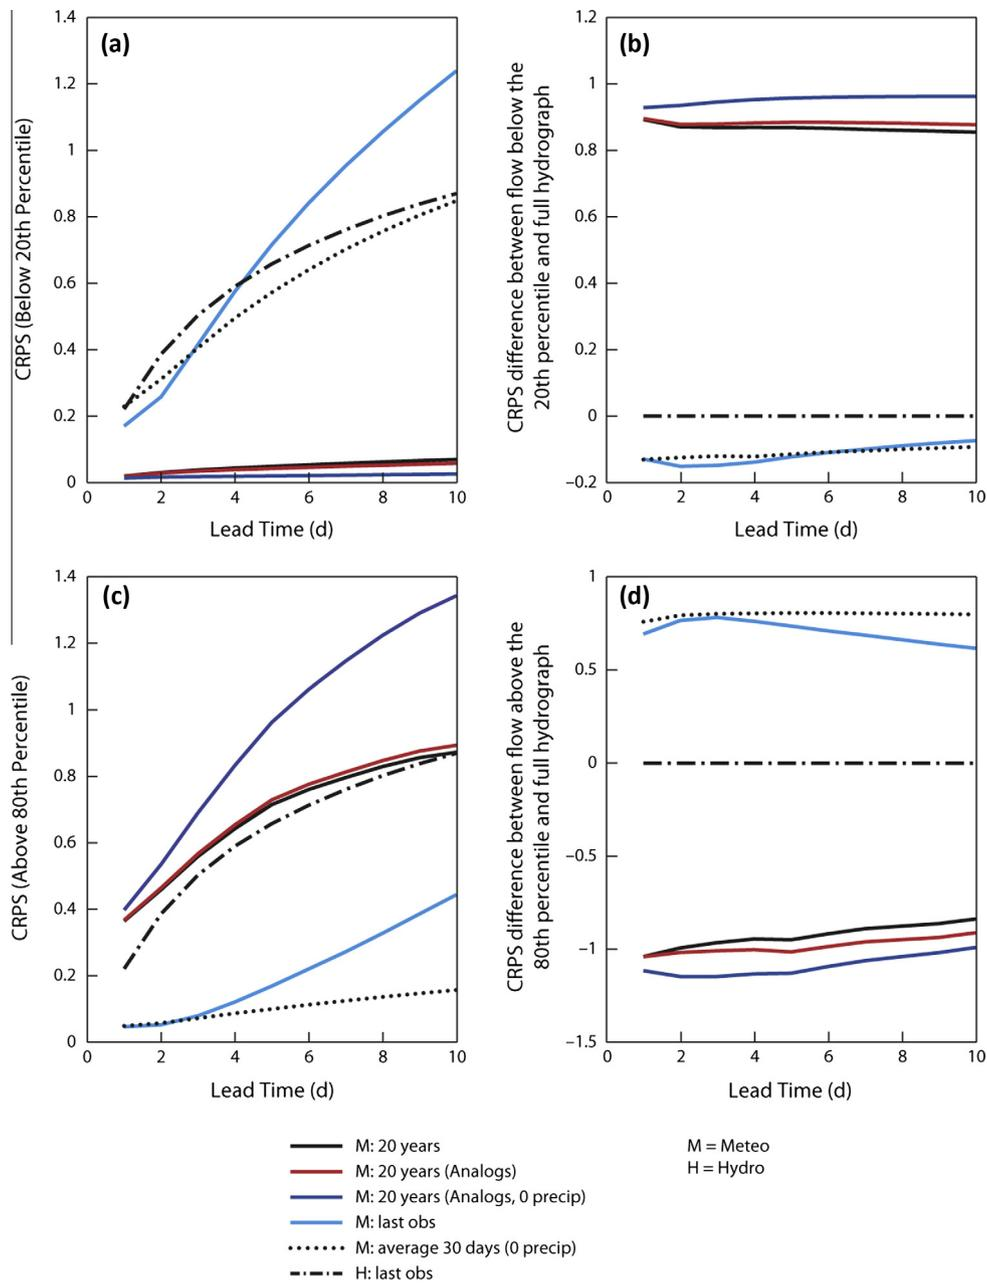 (a)
CRPS (Below 20th Percentile)
1.4
1.2
1
0.8
0.6
0.4
0.2
0
0 2 4 6 8 10
Lead Time (d)
(b)
CRPS difference between flow below the
20th percentile and full hydrograph
1.2
1
0.8
0.6
0.4
0.2
0
−0.2
0 2 4 6 8 10
Lead Time (d)
(c)
CRPS (Above 80th Percentile)
1.4
1.2
1
0.8
0.6
0.4
0.2
0
0 2 4 6 8 10
Lead Time (d)
(d)
CRPS difference between flow above the
80th percentile and full hydrograph
1
0.5
0
−0.5
−1
−1.5
0 2 4 6 8 10
Lead Time (d)
M: 20 years
M: 20 years (Analogs)
M: 20 years (Analogs, 0 precip)
M: last obs
M: average 30 days (0 precip)
H: last obs
M = Meteo
H = Hydro